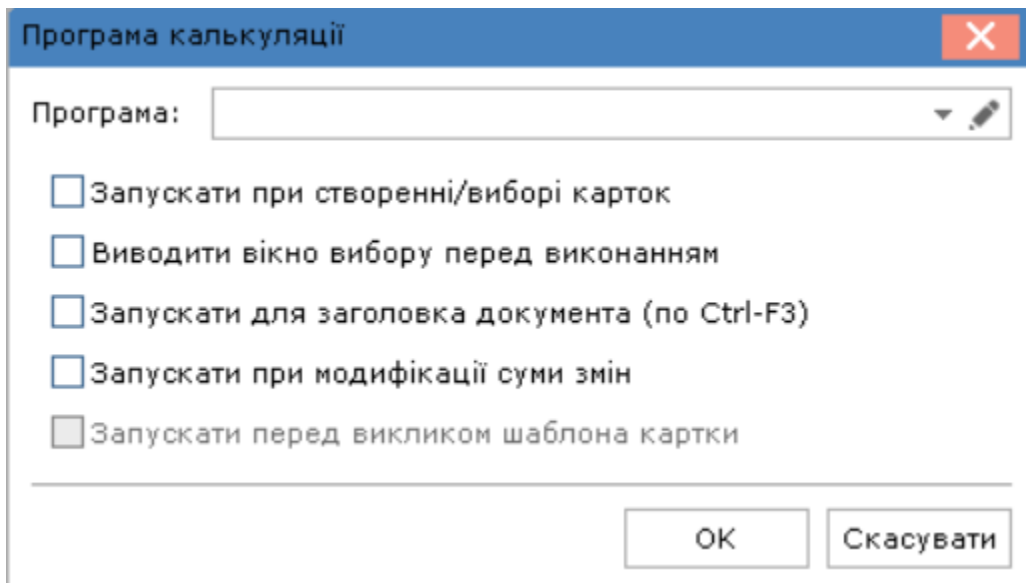 Програма калькуляції
Програма:
Запускати при створенні/виборі карток
Виводити вікно вибору перед виконанням
Запускати для заголовка документа (по Ctrl-F3)
Запускати при модифікації суми змін
Запускати перед викликом шаблона картки
ОК Скасувати